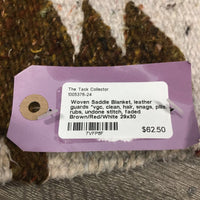 The Tack Collector
1003376-24
Woven Saddle Blanket, leather
guards *vgc, clean, hair, snags, pills
rubs, undone stitch, faded
Brown/Red/White 29x30
$62.50